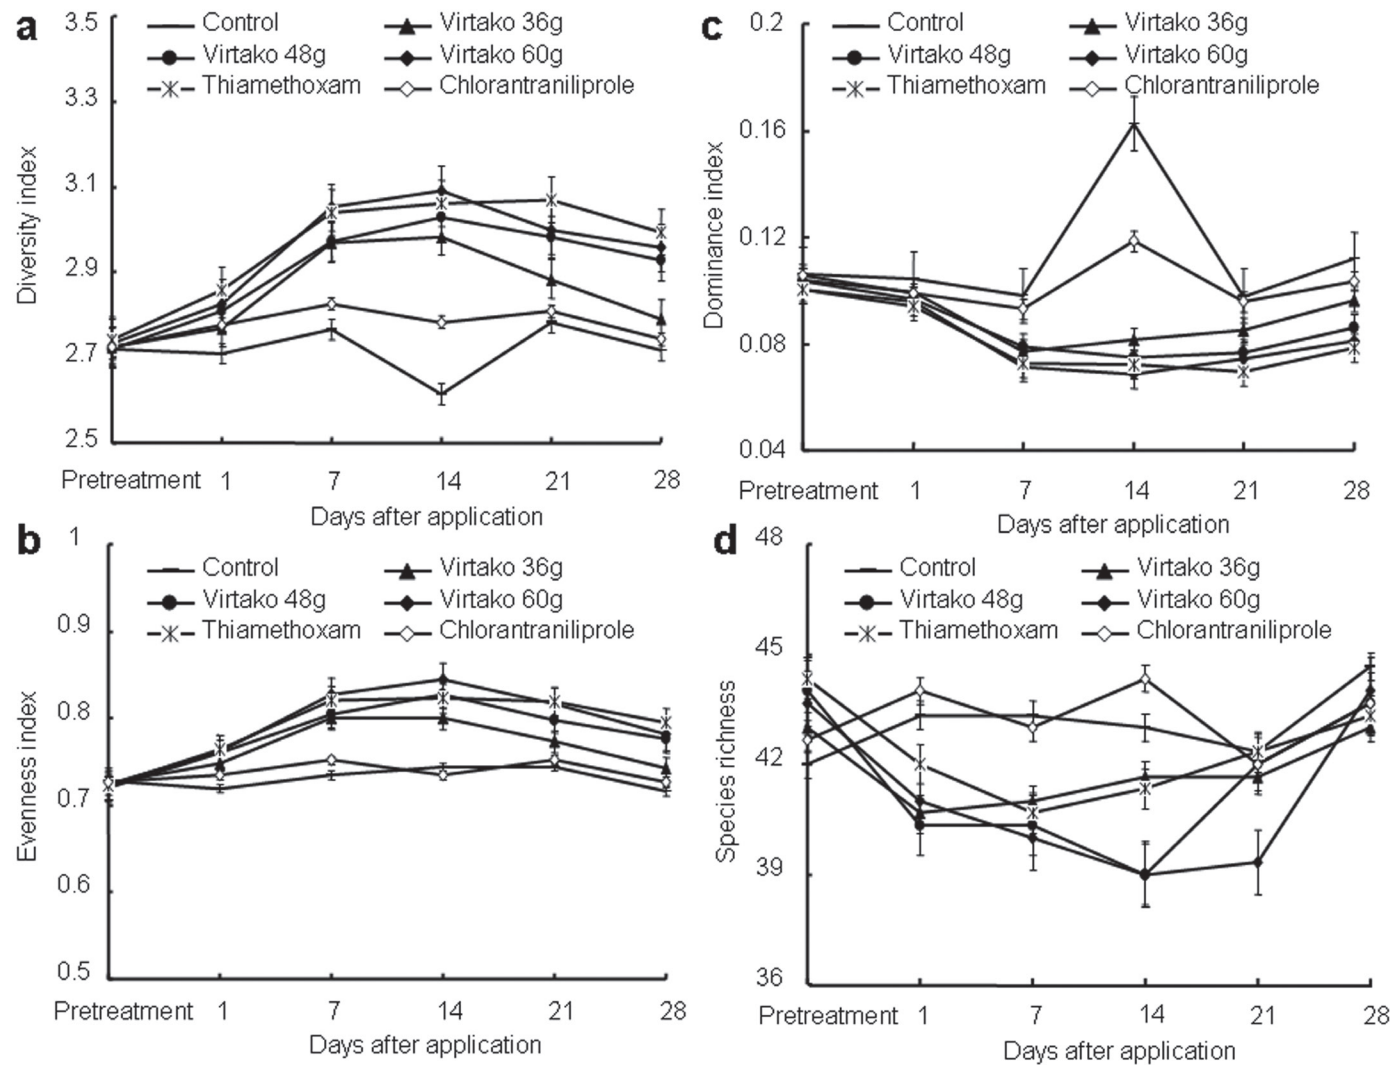 a
3.5
3.3
3.1
2.9
2.7
2.5
Diversity index
Control
Virtako 36g
Virtako 48g
Virtako 60g
Thiamethoxam
Chlorantraniliprole
Pretreatment 1 7 14 21 28
Days after application
c
0.2
0.16
0.12
0.08
0.04
Dominance index
Control
Virtako 36g
Virtako 48g
Virtako 60g
Thiamethoxam
Chlorantraniliprole
Pretreatment 1 7 14 21 28
Days after application
b
1
0.9
0.8
0.7
0.6
0.5
Evenness index
Control
Virtako 36g
Virtako 48g
Virtako 60g
Thiamethoxam
Chlorantraniliprole
Pretreatment 1 7 14 21 28
Days after application
d
48
45
42
39
36
Species richness
Control
Virtako 36g
Virtako 48g
Virtako 60g
Thiamethoxam
Chlorantraniliprole
Pretreatment 1 7 14 21 28
Days after application